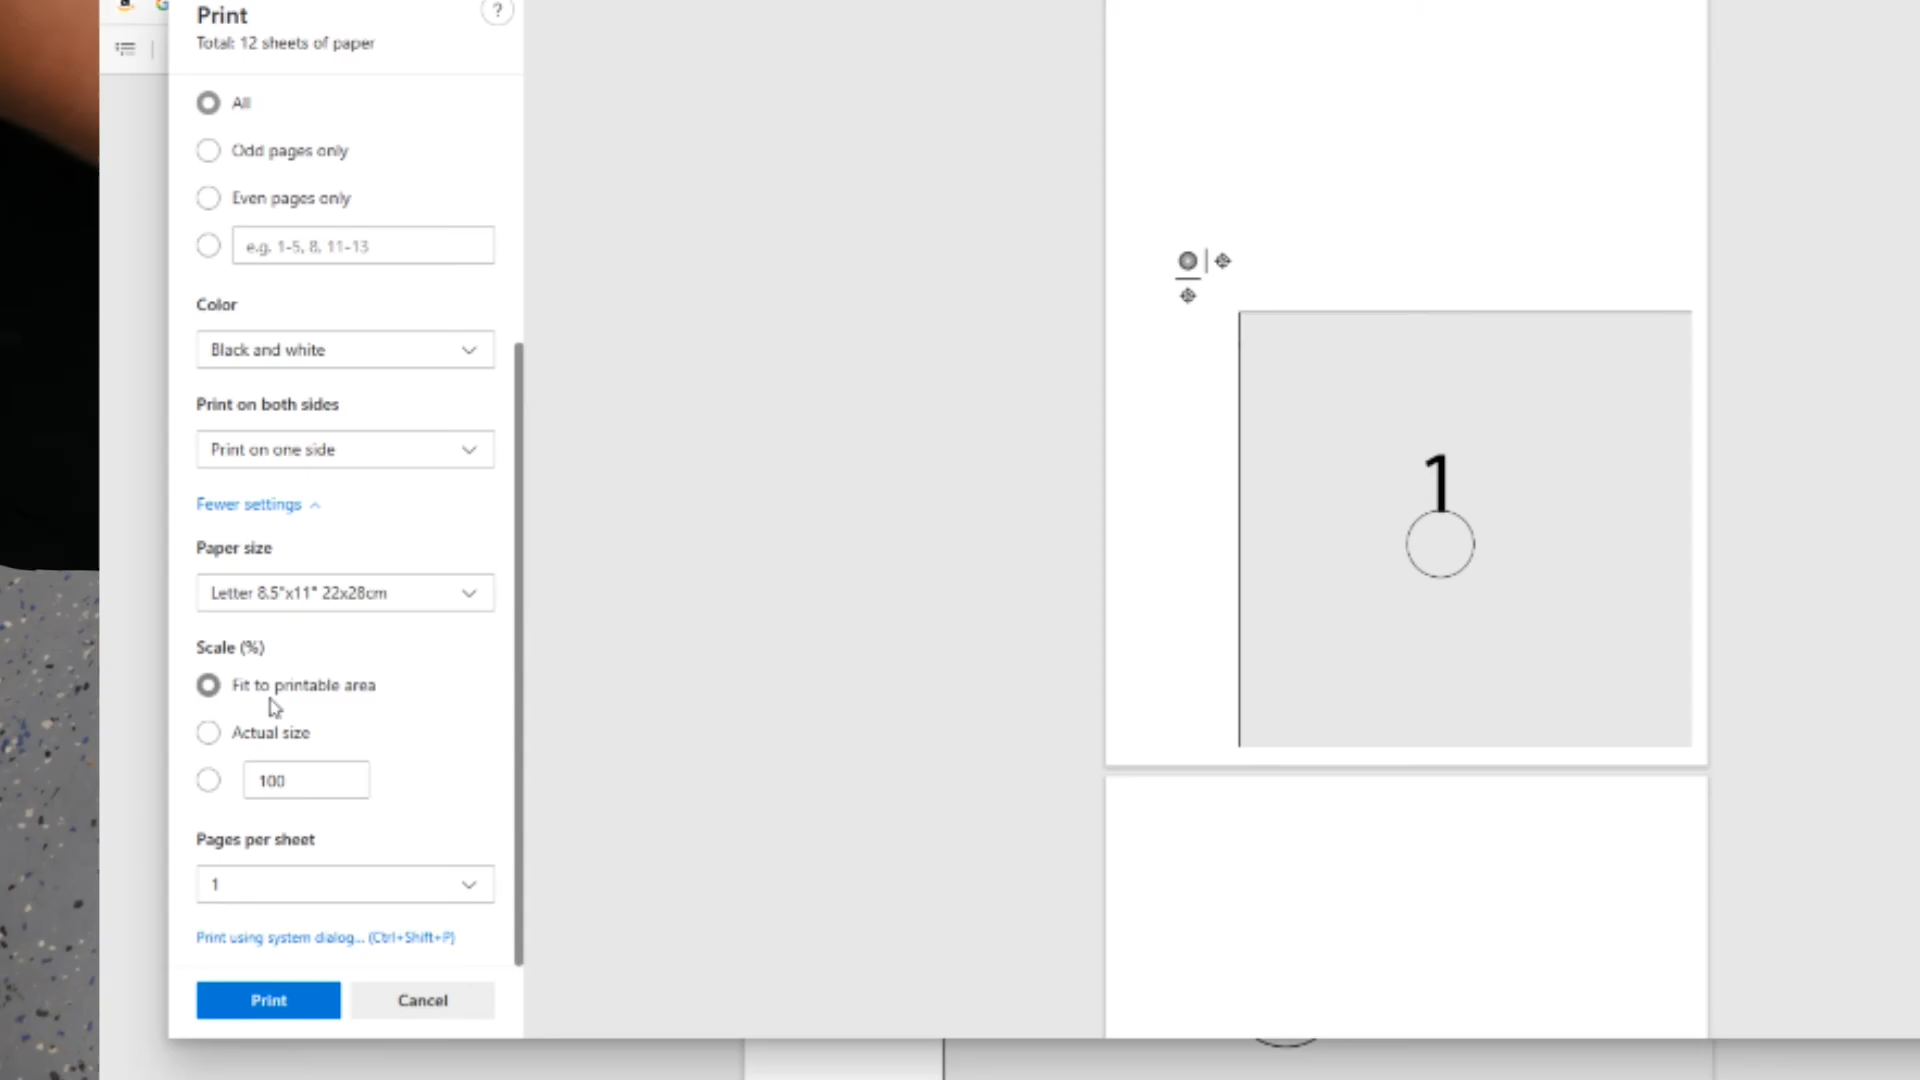 Print
?
Total: 12 sheets of paper
All
Odd pages only
Even pages only
e.g. 1-5, 8, 11-13
Color
Black and white
Print on both sides
Print on one side
Fewer settings
Paper size
Letter 8.5"x11" 22x28cm
Scale (%)
Fit to printable area
Actual size
100
Pages per sheet
1
Print using system dialog... (Ctrl+Shift+P)
Print
Cancel
1